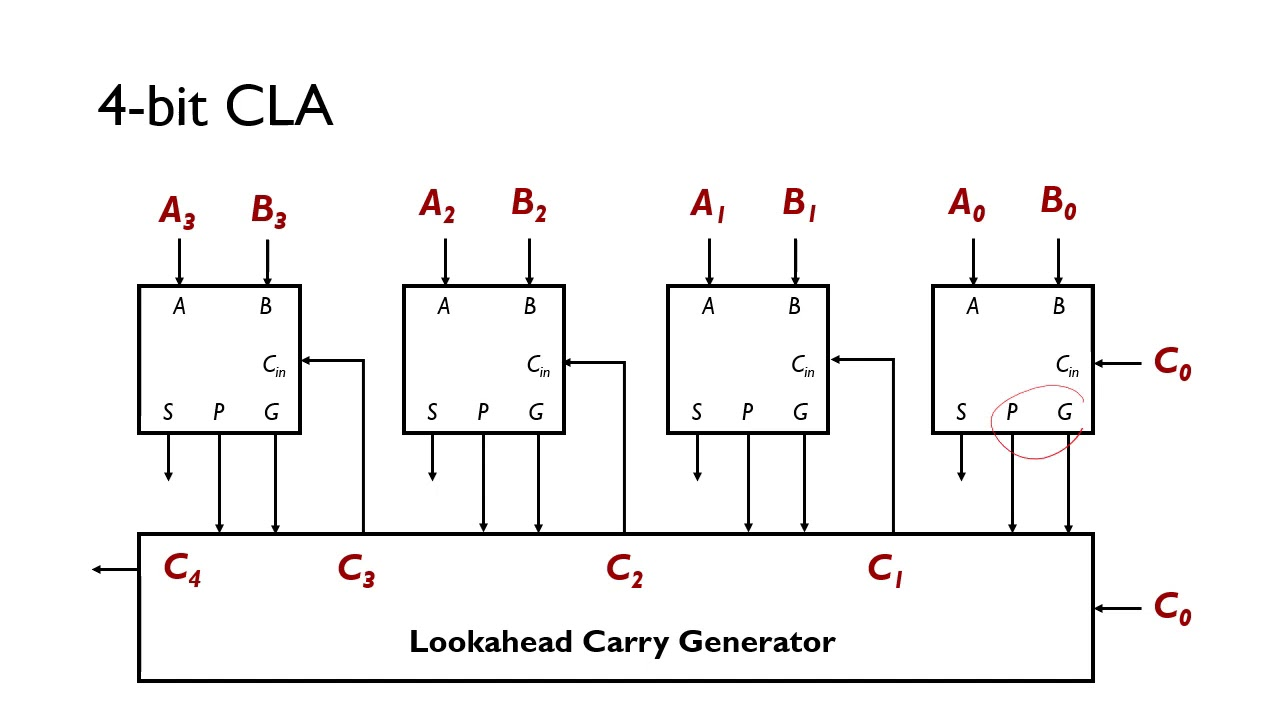 4-bit CLA
A3 B3 A2 B2 A1 B1 A0 B0
A B A B A B A B
Cin Cin Cin Cin C0
S P G S P G S P G S P G
C4 C3 C2 C1
C0
Lookahead Carry Generator